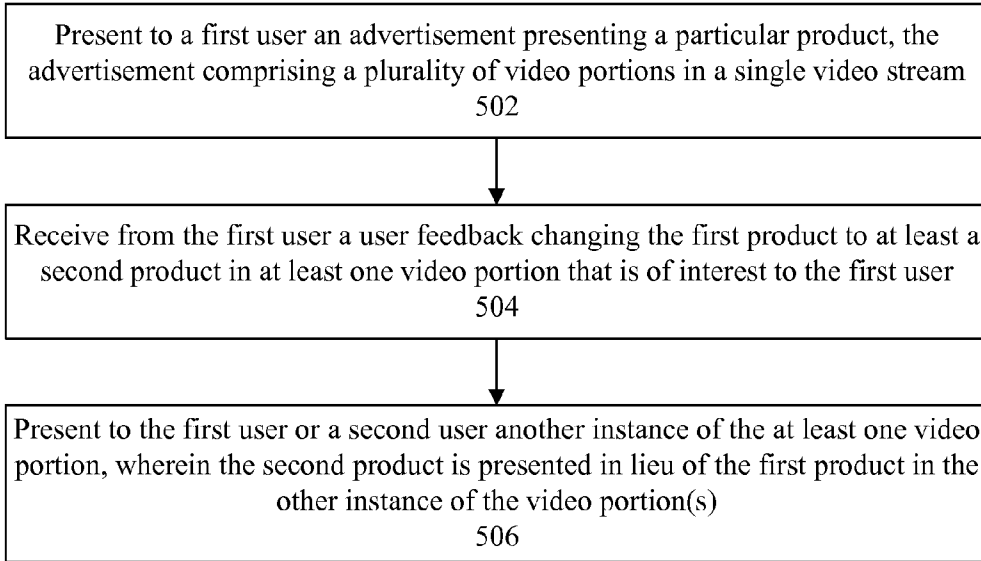 Present to a first user an advertisement presenting a particular product, the
advertisement comprising a plurality of video portions in a single video stream
502
Receive from the first user a user feedback changing the first product to at least a
second product in at least one video portion that is of interest to the first user
504
Present to the first user or a second user another instance of the at least one video
portion, wherein the second product is presented in lieu of the first product in the
other instance of the video portion(s)
506